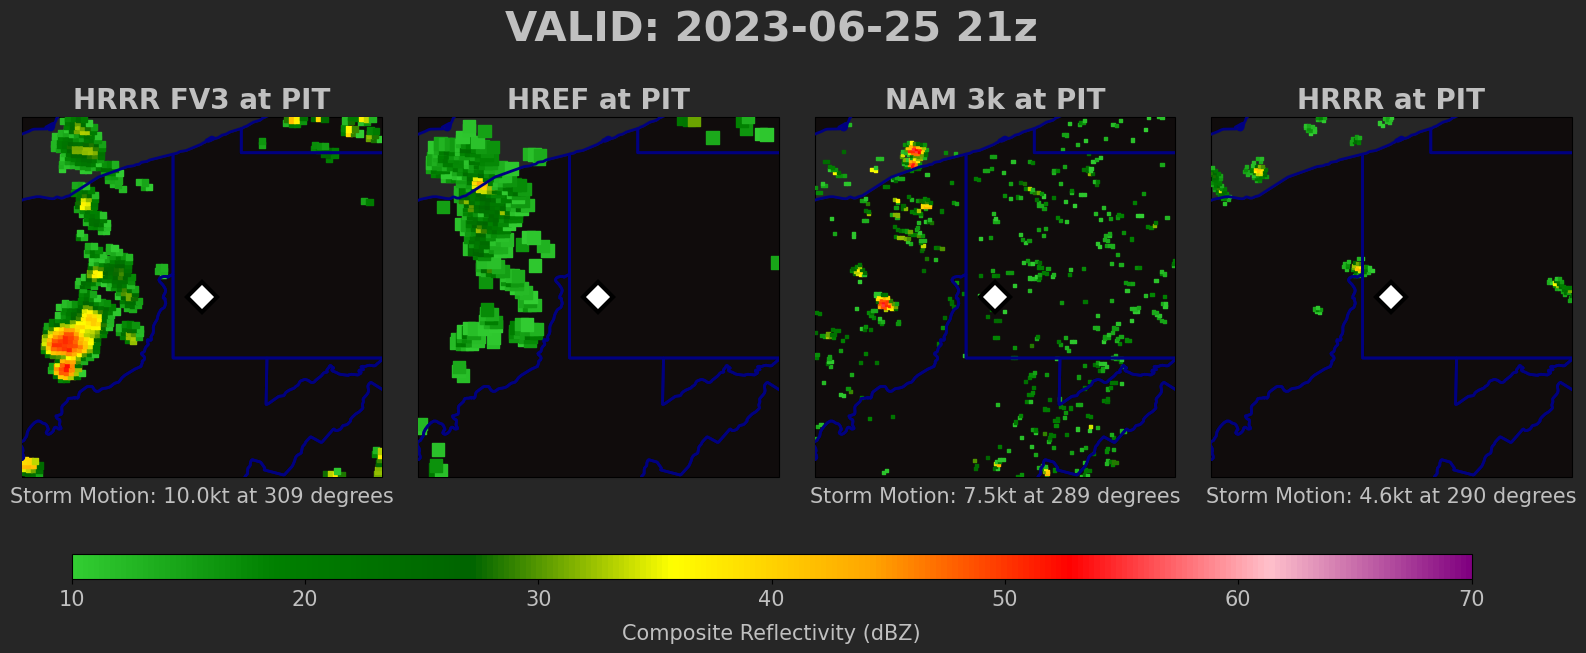 VALID: 2023-06-25 21z
HRRR FV3 at PIT
HREF at PIT
NAM 3k at PIT
HRRR at PIT
Storm Motion: 10.0kt at 309 degrees
Storm Motion: 7.5kt at 289 degrees
Storm Motion: 4.6kt at 290 degrees
10 20 30 40 50 60 70
Composite Reflectivity (dBZ)